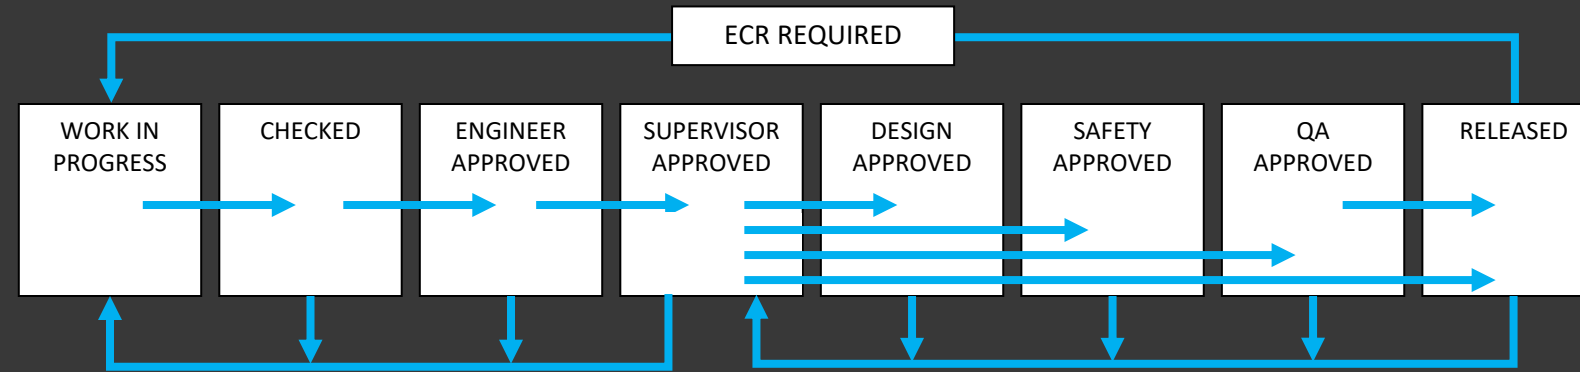 ECR REQUIRED
WORK IN
PROGRESS
CHECKED
ENGINEER
APPROVED
SUPERVISOR
APPROVED
DESIGN
APPROVED
SAFETY
APPROVED
QA
APPROVED
RELEASED